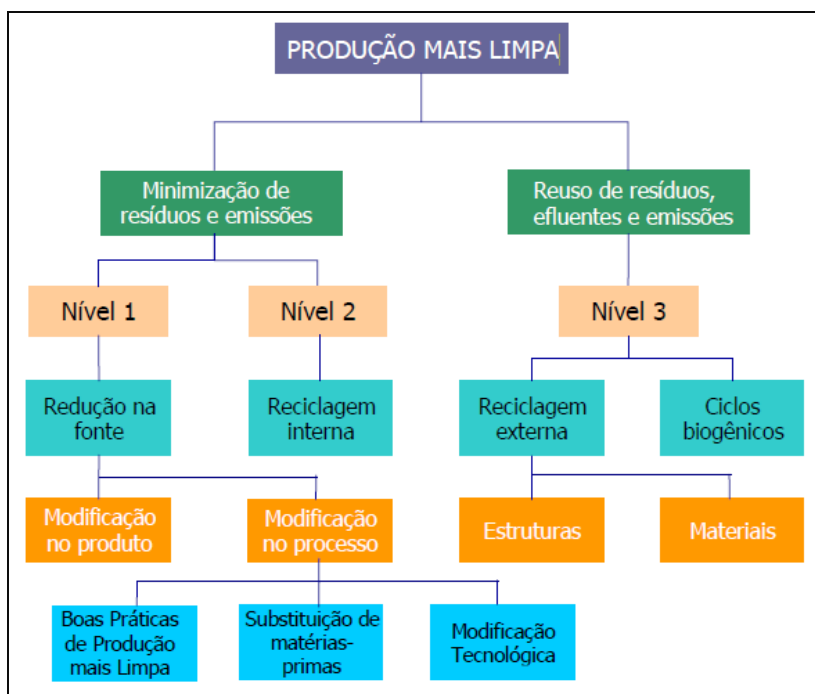 PRODUÇÃO MAIS LIMPA
Minimização de
resíduos e emissões
Reuso de resíduos,
efluentes e emissões
Nível 1
Nível 2
Nível 3
Redução na
fonte
Reciclagem
interna
Reciclagem
externa
Ciclos
biogênicos
Modificação
no produto
Modificação
no processo
Estruturas
Materiais
Boas Práticas
de Produção
mais Limpa
Substituição de
matérias-
primas
Modificação
Tecnológica